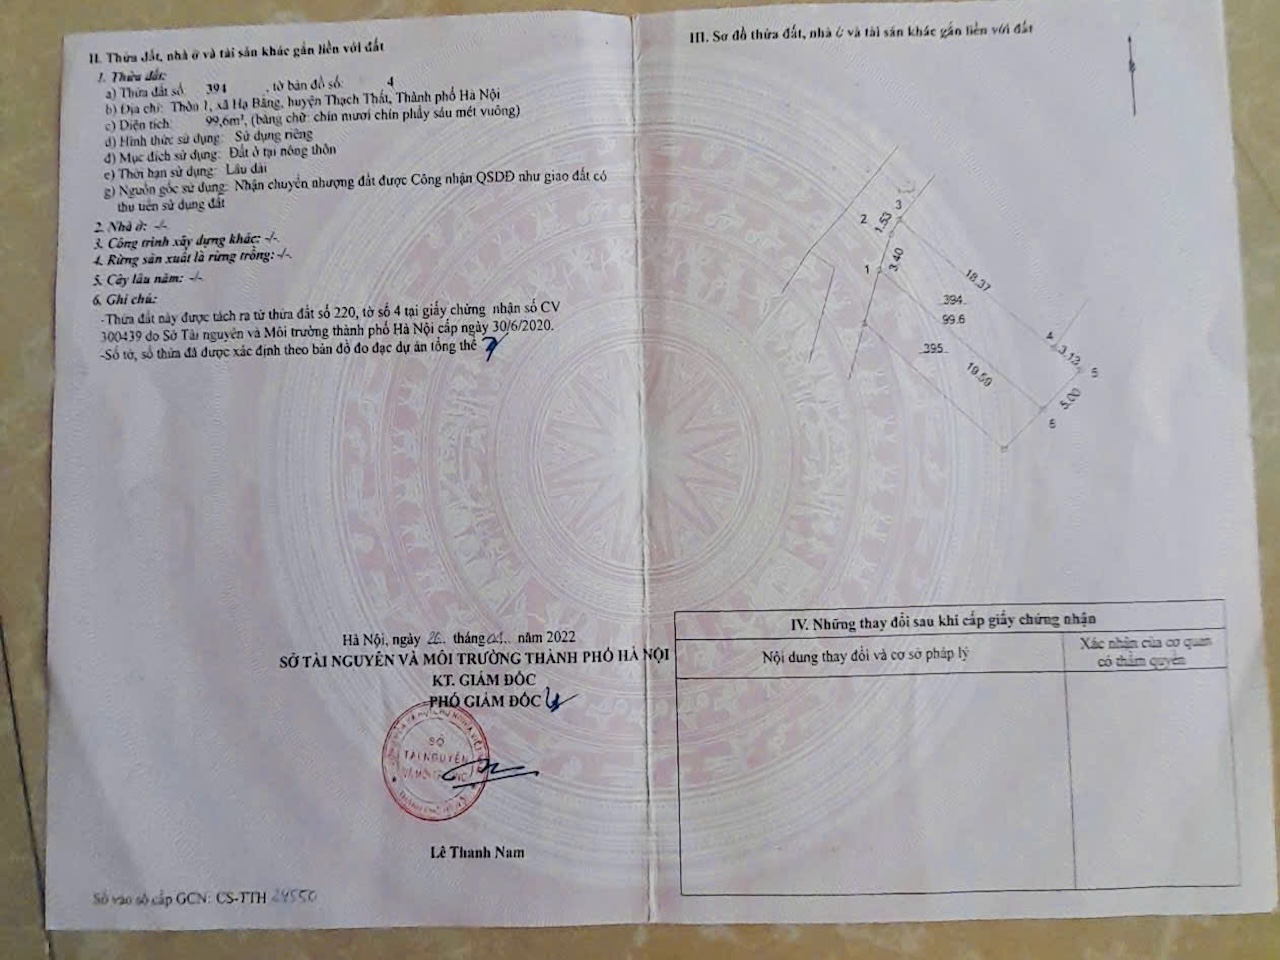 II. Thửa đất, nhà ở và tài sản khác gắn liền với đất
1. Thửa đất:
a) Thửa đất số: 394 , tờ bản đồ số: 4
b) Địa chỉ: Thôn 1, xã Hạ Bằng, huyện Thạch Thất, Thành phố Hà Nội
c) Diện tích: 99,6m², (bằng chữ: chín mươi chín phẩy sáu mét vuông)
d) Hình thức sử dụng: Sử dụng riêng
đ) Mục đích sử dụng: Đất ở tại nông thôn
e) Thời hạn sử dụng: Lâu dài
g) Nguồn gốc sử dụng: Nhận chuyển nhượng đất được Công nhận QSDĐ như giao đất có
thu tiền sử dụng đất
2. Nhà ở: -/-
3. Công trình xây dựng khác: -/-
4. Rừng sản xuất là rừng trồng: -/-
5. Cây lâu năm: -/-
6. Ghi chú:
-Thửa đất này được tách ra từ thửa đất số 220, tờ số 4 tại giấy chứng nhận số CV
300439 do Sở Tài nguyên và Môi trường thành phố Hà Nội cấp ngày 30/6/2020.
-Số tờ, số thửa đã được xác định theo bản đồ đo đạc dự án tổng thể
Hà Nội, ngày 26 tháng 01 năm 2022
SỞ TÀI NGUYÊN VÀ MÔI TRƯỜNG THÀNH PHỐ HÀ NỘI
KT. GIÁM ĐỐC
PHÓ GIÁM ĐỐC
SỞ
TÀI NGUYÊN
Lê Thanh Nam
Số vào sổ cấp GCN: CS-TTH 24550
III. Sơ đồ thửa đất, nhà ở và tài sản khác gắn liền với đất
3
2
1.53
1
3.40
18.37
394
99.6
4
3.13
5
395
19.59
5.00
6
IV. Những thay đổi sau khi cấp giấy chứng nhận
Nội dung thay đổi và cơ sở pháp lý
Xác nhận của cơ quan
có thẩm quyền